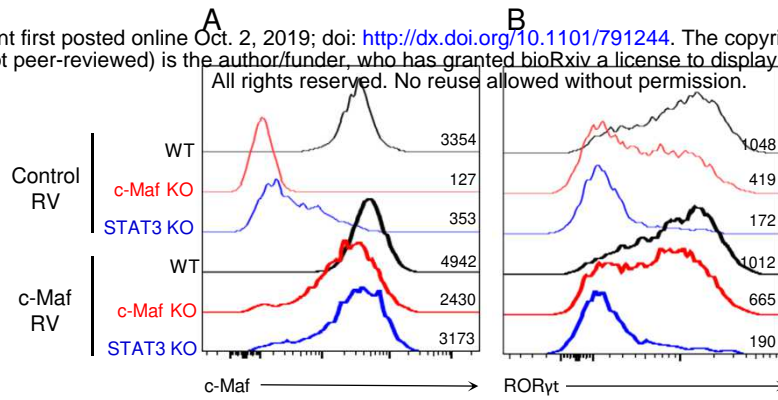 A B
nt first posted online Oct. 2, 2019; doi: http://dx.doi.org/10.1101/791244. The copyri
ot peer-reviewed) is the author/funder, who has granted bioRxiv a license to display
All rights reserved. No reuse allowed without permission.
Control
RV
WT 3354 1048
c-Maf KO 127 419
STAT3 KO 353 172
c-Maf
RV
WT 4942 1012
c-Maf KO 2430 665
STAT3 KO 3173 190
c-Maf RORγt